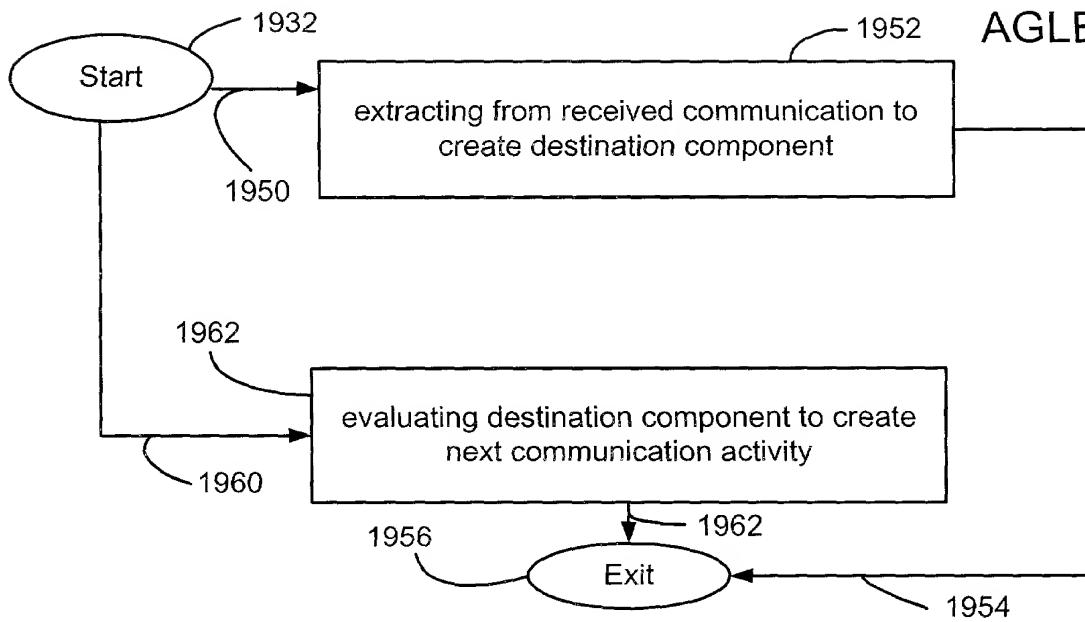 1932
1952
AGLE
Start
extracting from received communication to
create destination component
1950
1962
evaluating destination component to create
next communication activity
1960
1962
1956
Exit
1954